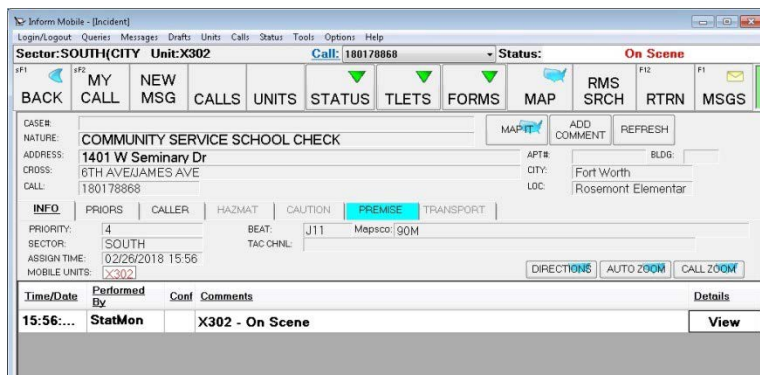 Inform Mobile - [Incident]
Login/Logout Queries Messages Drafts Units Calls Status Tools Options Help
Sector:SOUTH(CITY Unit:X302 Call: 180178868 Status: On Scene
sF1 sF2 F12 F1
BACK MY CALL NEW MSG CALLS UNITS STATUS TLETS FORMS MAP RMS SRCH RTRN MSGS
CASE#:
MAP IT ADD COMMENT REFRESH
NATURE: COMMUNITY SERVICE SCHOOL CHECK
ADDRESS: 1401 W Seminary Dr APT#: BLDG:
CROSS: 6TH AVE/JAMES AVE CITY: Fort Worth
CALL: 180178868 LOC: Rosemont Elementar
INFO PRIORS CALLER HAZMAT CAUTION PREMISE TRANSPORT
PRIORITY: 4 BEAT: J11 Mapsco: 90M
SECTOR: SOUTH TAC CHNL:
ASSIGN TIME: 02/26/2018 15:56
MOBILE UNITS: X302 DIRECTIONS AUTO ZOOM CALL ZOOM
Time/Date Performed By Conf Comments Details
15:56:... StatMon X302 - On Scene View